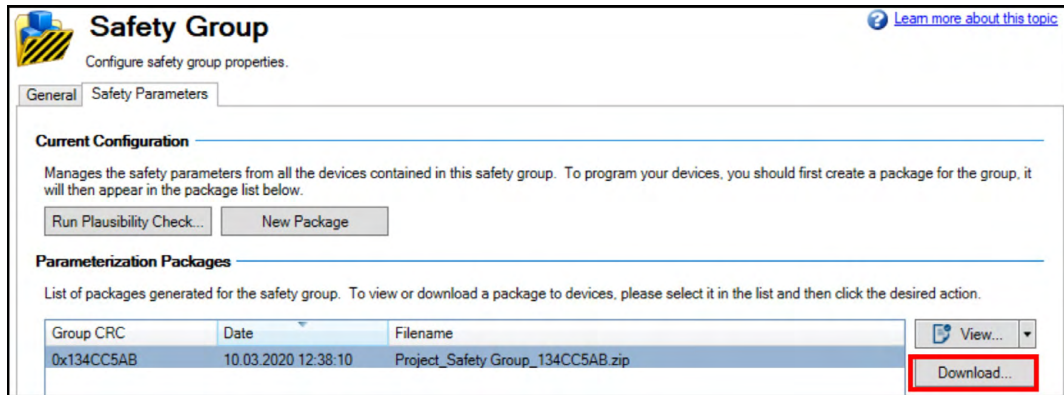 Safety Group
Learn more about this topic
Configure safety group properties.
General Safety Parameters
Current Configuration
Manages the safety parameters from all the devices contained in this safety group. To program your devices, you should first create a package for the group, it
will then appear in the package list below.
Run Plausibility Check... New Package
Parameterization Packages
List of packages generated for the safety group. To view or download a package to devices, please select it in the list and then click the desired action.
Group CRC Date Filename View...
0x134CC5AB 10.03.2020 12:38:10 Project_Safety Group_134CC5AB.zip
Download...